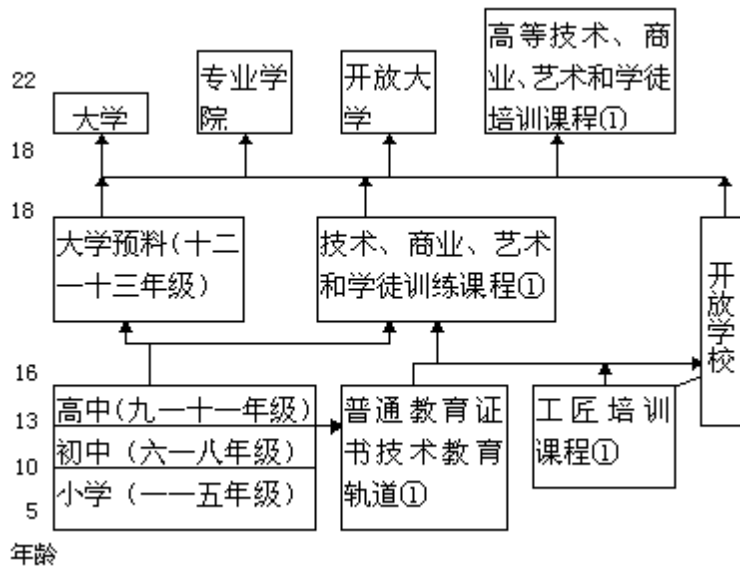 22
大学
专业学
院
开放大
学
高等技术、商
业、艺术和学徒
培训课程①
18
18
大学预料(十二
一十三年级)
技术、商业、艺术
和学徒训练课程①
开放学校
16
高中(九一十一年级)
13
初中(六一八年级)
10
小学(一一五年级)
5
普通教育证
书技术教育
轨道①
工匠培训
课程①
年龄